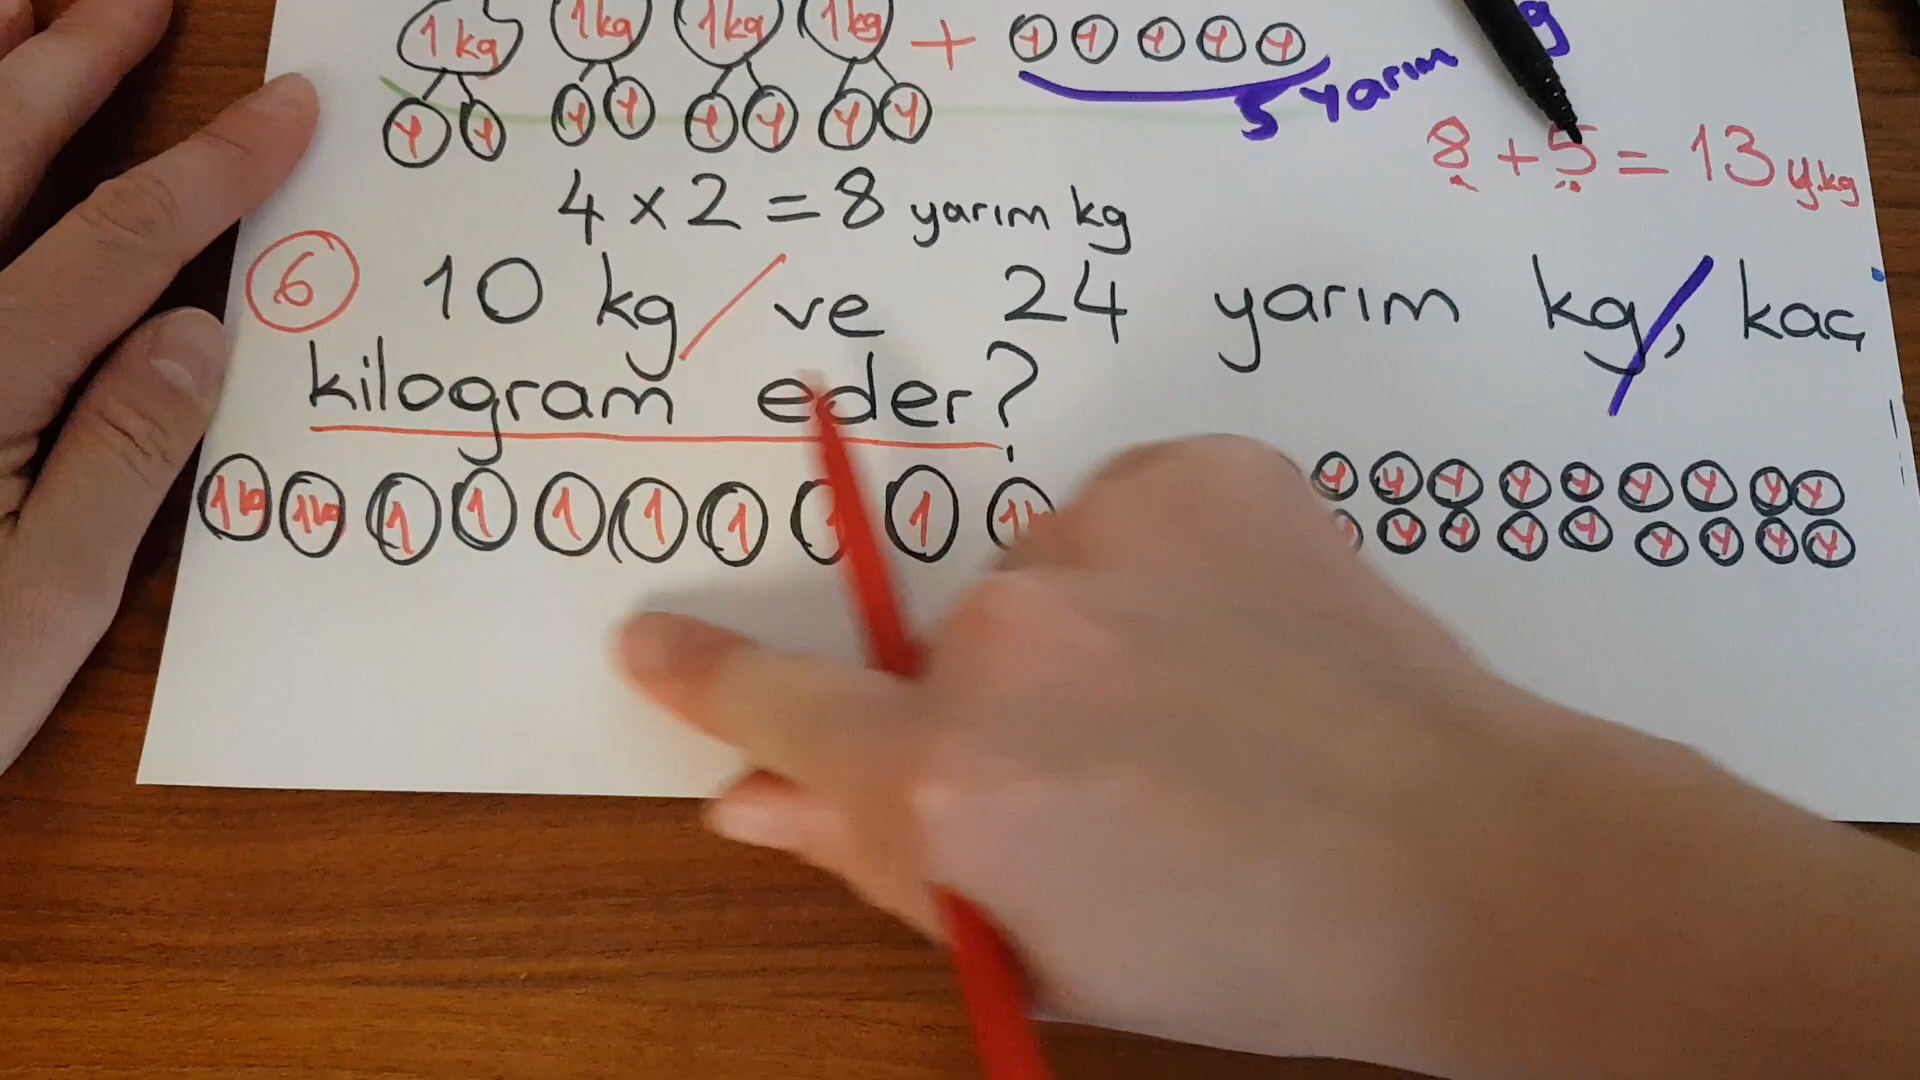 1 kg 1 kg 1 kg 1 kg + y y y y y
y y y y y y y y
5 yarım
8 + 5 = 13 y.kg
4 x 2 = 8 yarım kg
6 10 kg / ve 24 yarım kg/, kaç
kilogram eder?
1kg 1kg 1 1 1 1 1 1 1 y y y y y y y y y
y y y y y y y y